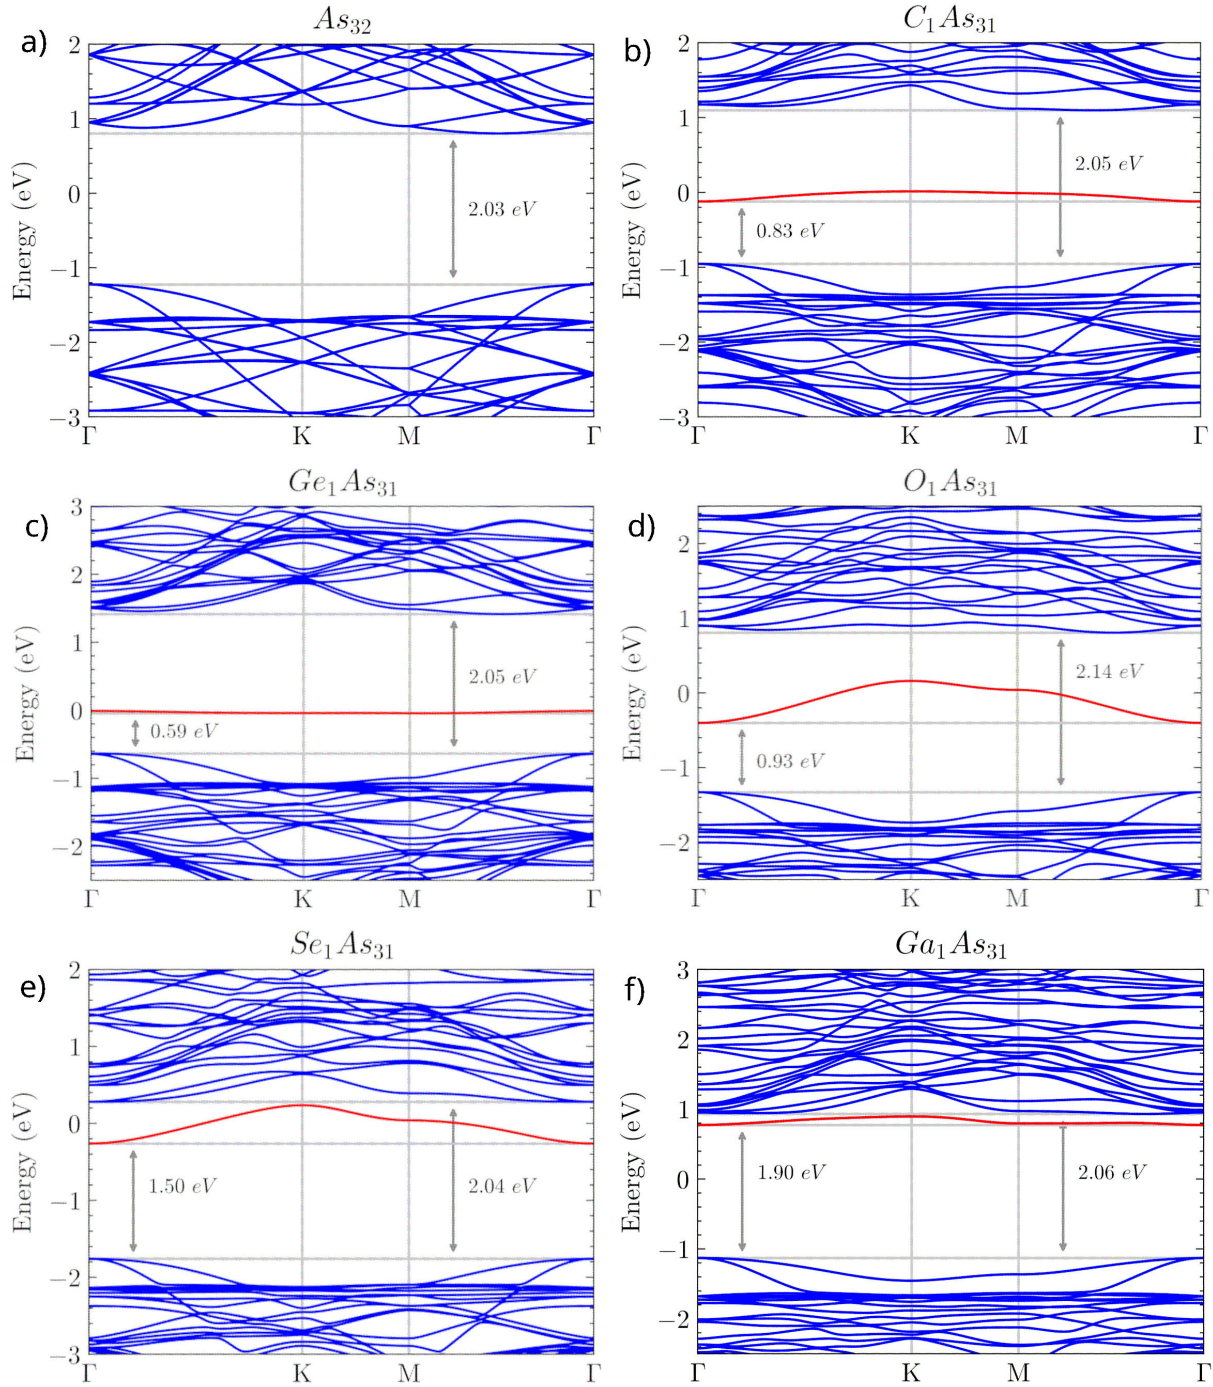 a)
As₃₂
2
1
0
−1
−2
−3
Energy (eV)
2.03 eV
Γ K M Γ
b)
C₁As₃₁
2
1
0
−1
−2
−3
Energy (eV)
2.05 eV
0.83 eV
Γ K M Γ
c)
Ge₁As₃₁
3
2
1
0
−1
−2
Energy (eV)
2.05 eV
0.59 eV
Γ K M Γ
d)
O₁As₃₁
2
1
0
−1
−2
Energy (eV)
2.14 eV
0.93 eV
Γ K M Γ
e)
Se₁As₃₁
2
1
0
−1
−2
−3
Energy (eV)
1.50 eV
2.04 eV
Γ K M Γ
f)
Ga₁As₃₁
3
2
1
0
−1
−2
Energy (eV)
1.90 eV
2.06 eV
Γ K M Γ